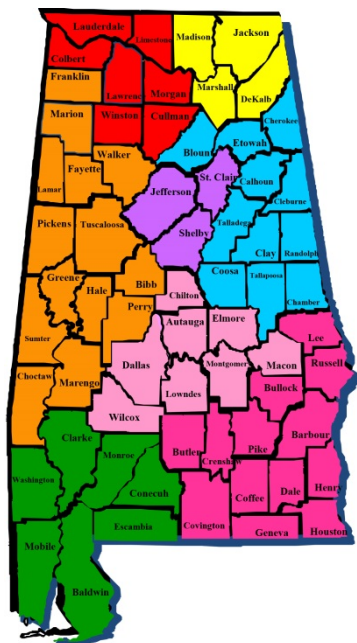 Lauderdale
Limestone
Madison
Jackson
Colbert
Franklin
Lawrence
Morgan
Marshall
DeKalb
Marion
Winston
Cullman
Cherokee
Blount
Etowah
Walker
Lamar
Fayette
Jefferson
St. Clair
Calhoun
Cleburne
Pickens
Tuscaloosa
Shelby
Talladega
Clay
Randolph
Greene
Hale
Bibb
Coosa
Tallapoosa
Chilton
Chamber
Perry
Autauga
Elmore
Sumter
Lee
Choctaw
Marengo
Dallas
Montgomer
Macon
Russell
Bullock
Lowndes
Wilcox
Clarke
Butler
Pike
Barbour
Monroe
Crenshaw
Washington
Conecuh
Coffee
Dale
Henry
Escambia
Covington
Geneva
Houston
Mobile
Baldwin